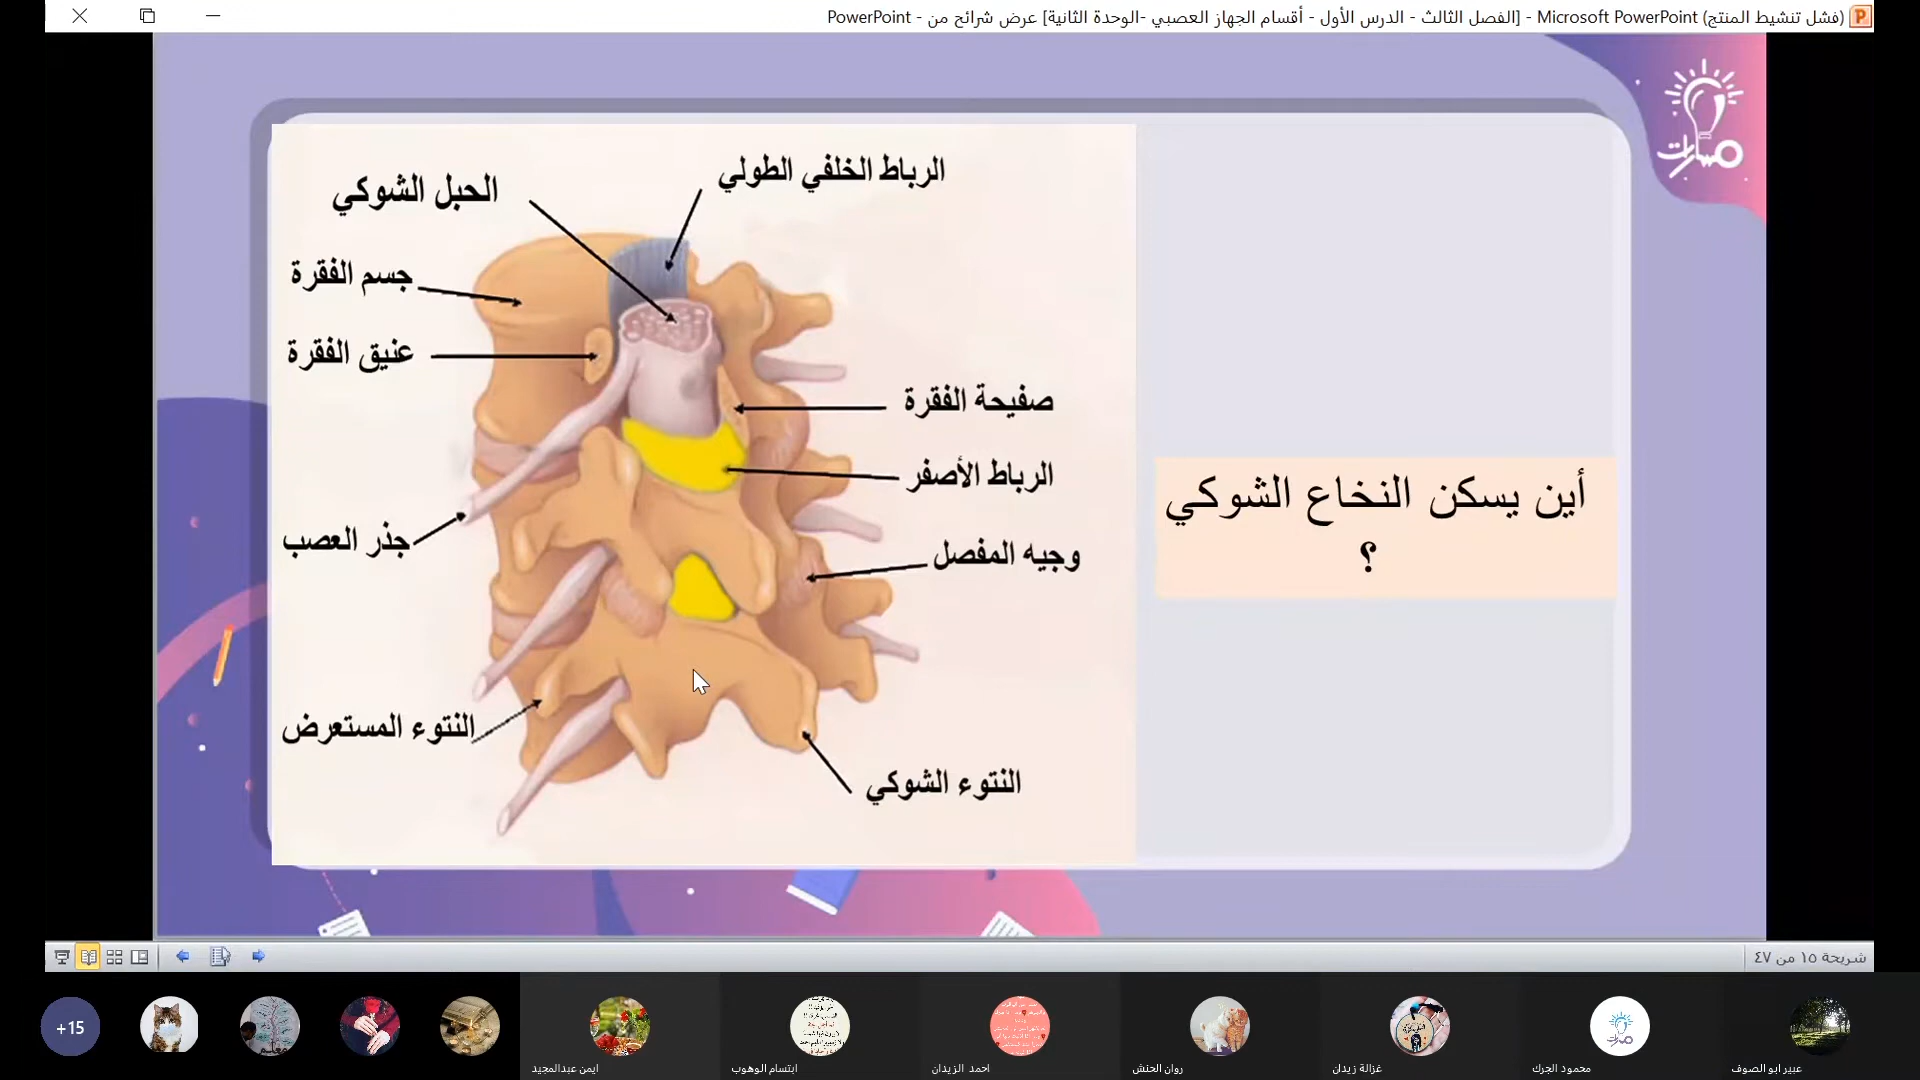 PowerPoint - [الفصل الثالث - الدرس الأول - أقسام الجهاز العصبي -الوحدة الثانية] عرض شرائح من - Microsoft PowerPoint (فشل تنشيط المنتج)
مسارات
الرباط الخلفي الطولي
الحبل الشوكي
جسم الفقرة
عنيق الفقرة
صفيحة الفقرة
الرباط الأصفر
جذر العصب
وجيه المفصل
النتوء المستعرض
النتوء الشوكي
أين يسكن النخاع الشوكي
؟
شريحة ١٥ من ٤٧
عبير ابو الصوف
محمود الجرك
غزالة زيدان
روان الحنش
احمد الزيدان
ابتسام الوهوب
ايمن عبدالمجيد
+15